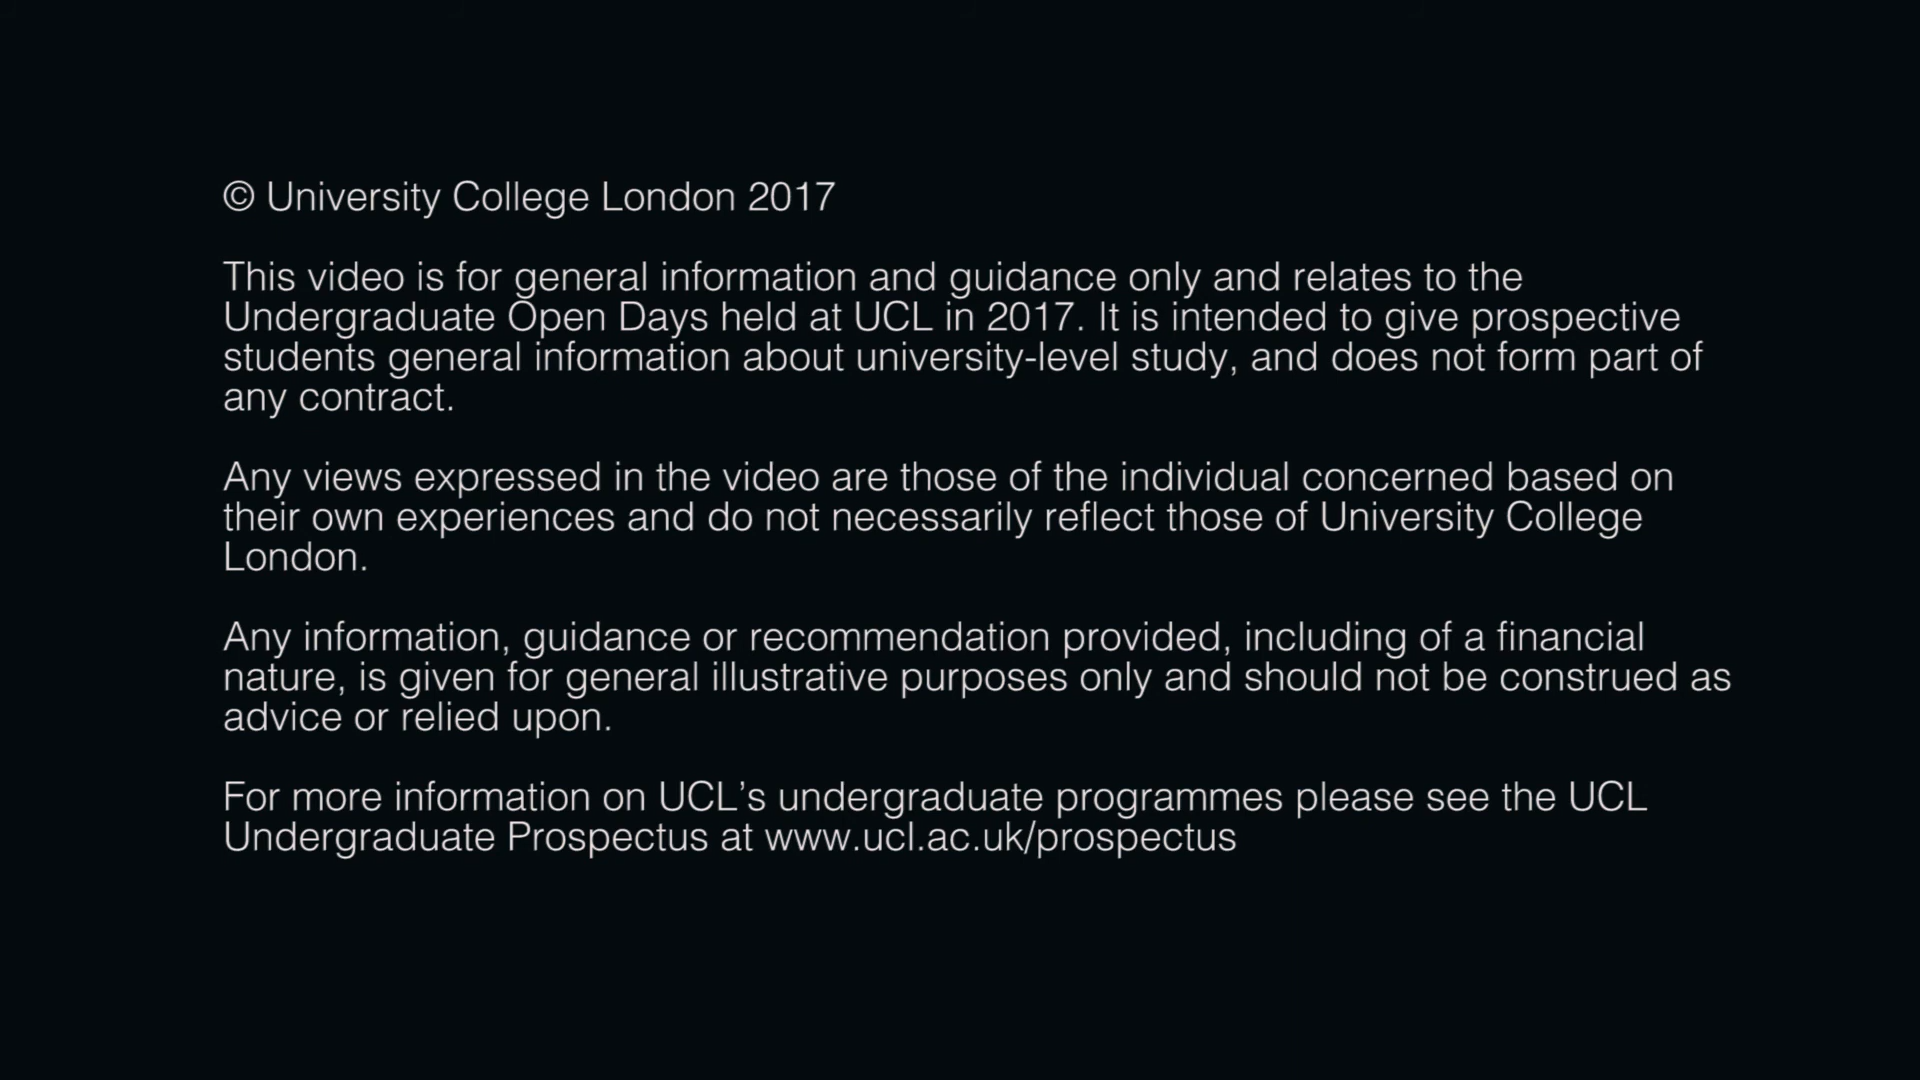 © University College London 2017
This video is for general information and guidance only and relates to the
Undergraduate Open Days held at UCL in 2017. It is intended to give prospective
students general information about university-level study, and does not form part of
any contract.
Any views expressed in the video are those of the individual concerned based on
their own experiences and do not necessarily reflect those of University College
London.
Any information, guidance or recommendation provided, including of a financial
nature, is given for general illustrative purposes only and should not be construed as
advice or relied upon.
For more information on UCL’s undergraduate programmes please see the UCL
Undergraduate Prospectus at www.ucl.ac.uk/prospectus